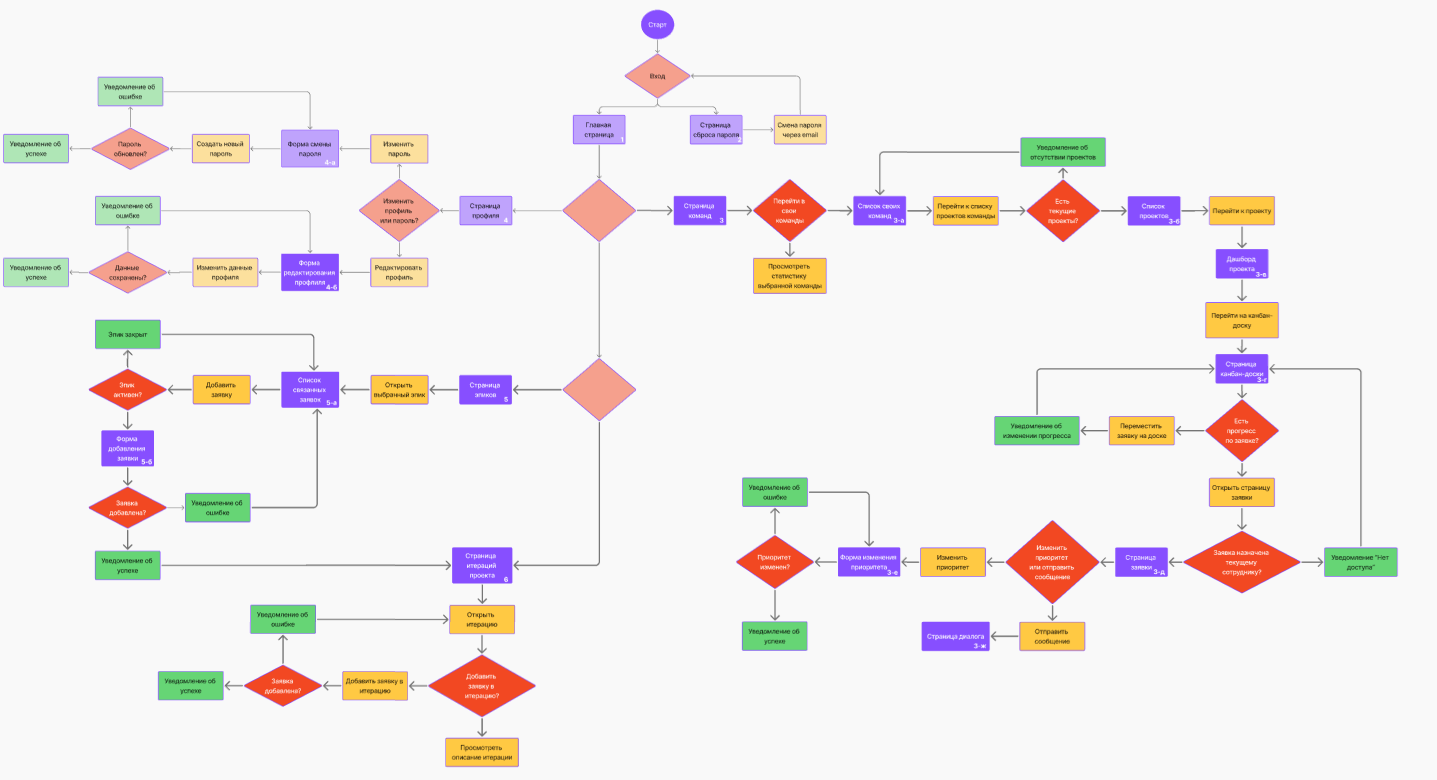 Старт
Вход
Главная
страница
1
Страница
сброса пароля
2
Смена пароля
через email
Уведомление об
ошибке
Уведомление об
успехе
Пароль
обновлен?
Создать новый
пароль
Форма смены
пароля
4-а
Изменить
пароль
Изменить
профиль
или пароль?
Страница
профиля
4
Уведомление об
ошибке
Уведомление об
успехе
Данные
сохранены?
Изменить данные
профиля
Форма
редактирования
профлиля
4-б
Редактировать
профиль
Страница
команд
3
Перейти в
свои
команды
Просмотреть
статистику
выбранной команды
Список своих
команд
3-а
Перейти к списку
проектов команды
Уведомление об
отсутствии проектов
Есть
текущие
проекты?
Список
проектов
3-б
Перейти к проекту
Дашборд
проекта
3-в
Перейти на канбан-
доску
Страница
канбан-доски
3-г
Есть
прогресс
по заявке?
Переместить
заявку на доске
Уведомление об
изменении прогресса
Открыть страницу
заявки
Заявка назначена
текущему
сотруднику?
Уведомление "Нет
доступа"
Страница
заявки
3-д
Изменить
приоритет
или отправить
сообщение
Изменить
приоритет
Форма изменения
приоритета
3-е
Приоритет
изменен?
Уведомление об
ошибке
Уведомление об
успехе
Отправить
сообщение
Страница диалога
3-ж
Эпик закрыт
Эпик
активен?
Добавить
заявку
Список
связанных
заявок
5-а
Открыть
выбранный эпик
Страница
эпиков
5
Форма
добавления
заявки
5-б
Заявка
добавлена?
Уведомление об
ошибке
Уведомление об
успехе
Страница
итераций
проекта
6
Открыть
итерацию
Уведомление об
ошибке
Уведомление об
успехе
Заявка
добавлена?
Добавить заявку в
итерацию
Добавить
заявку в
итерацию?
Просмотреть
описание итерации